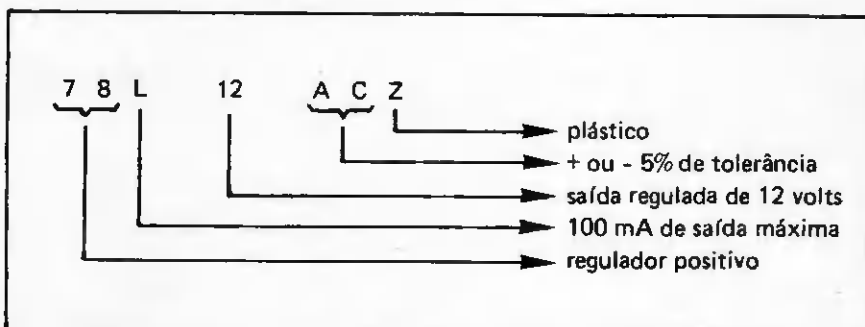 7 8 L 12 A C Z
plástico
+ ou - 5% de tolerância
saída regulada de 12 volts
100 mA de saída máxima
regulador positivo